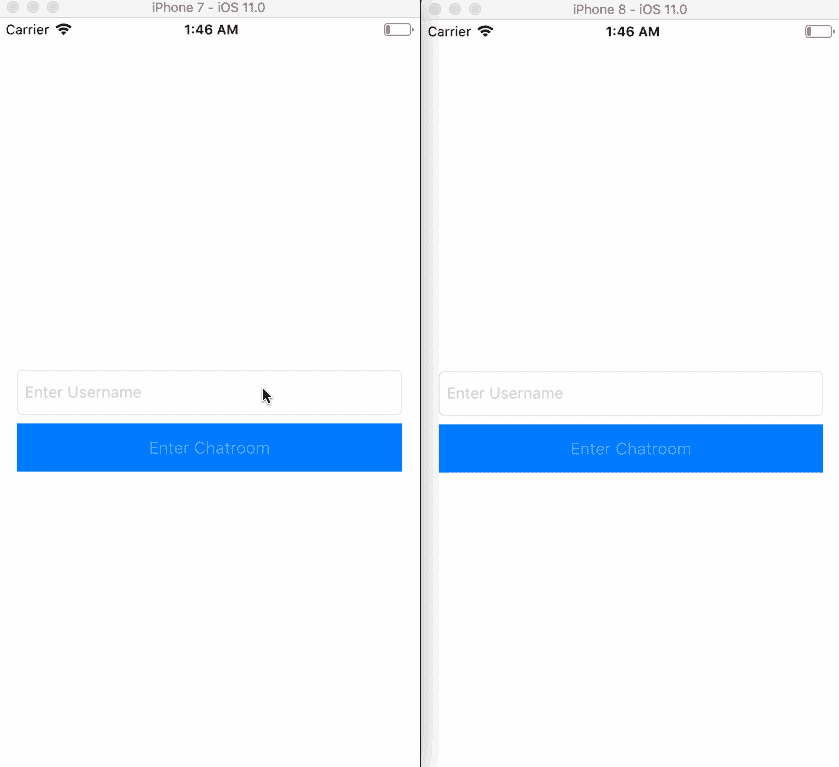 iPhone 7 - iOS 11.0
Carrier 1:46 AM
Enter Username
Enter Chatroom
iPhone 8 - iOS 11.0
Carrier 1:46 AM
Enter Username
Enter Chatroom